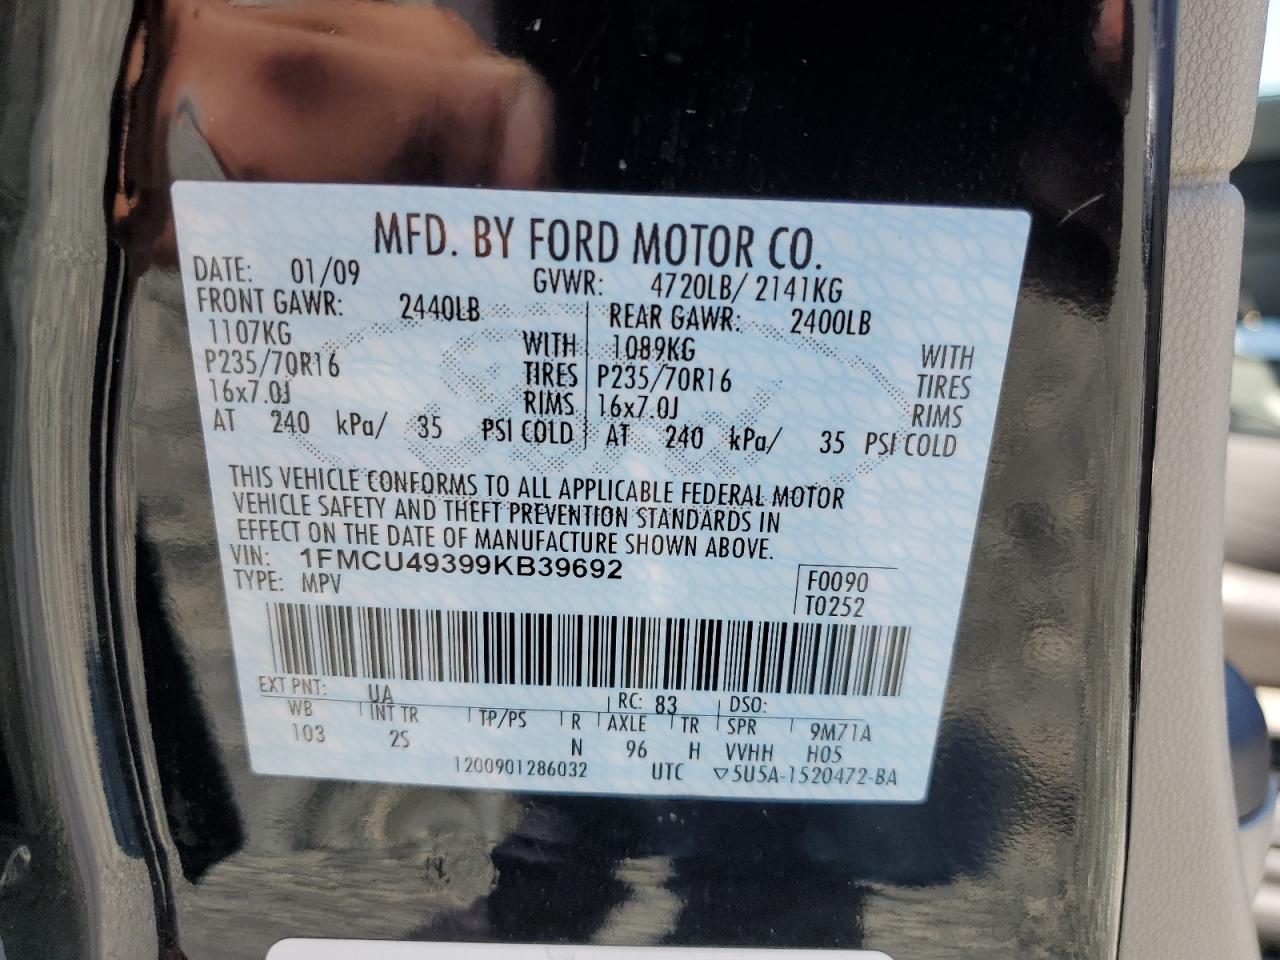 MFD. BY FORD MOTOR CO.
DATE: 01/09 GVWR: 4720LB/ 2141KG
FRONT GAWR: 2440LB REAR GAWR: 2400LB
1107KG WITH 1089KG WITH
P235/70R16 TIRES P235/70R16 TIRES
16x7.0J RIMS 16x7.0J RIMS
AT 240 kPa/ 35 PSI COLD AT 240 kPa/ 35 PSI COLD
THIS VEHICLE CONFORMS TO ALL APPLICABLE FEDERAL MOTOR
VEHICLE SAFETY AND THEFT PREVENTION STANDARDS IN
EFFECT ON THE DATE OF MANUFACTURE SHOWN ABOVE.
VIN: 1FMCU49399KB39692
TYPE: MPV F0090
T0252
EXT PNT: UA RC: 83 DSO:
WB INT TR TP/PS R AXLE TR SPR 9M71A
103 2S N 96 H VVHH H05
1200901286032 UTC ▽5U5A-1520472-BA